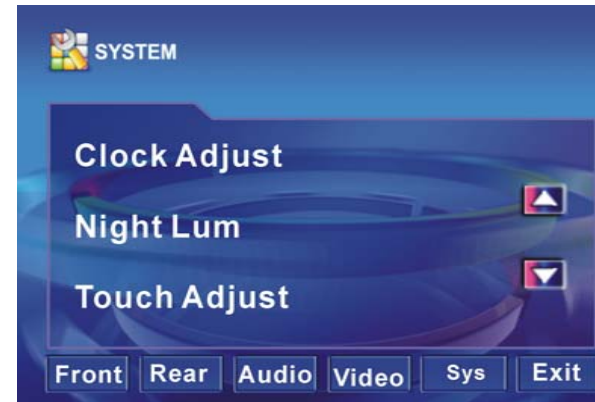 SYSTEM
Clock Adjust
Night Lum
Touch Adjust
Front Rear Audio Video Sys Exit